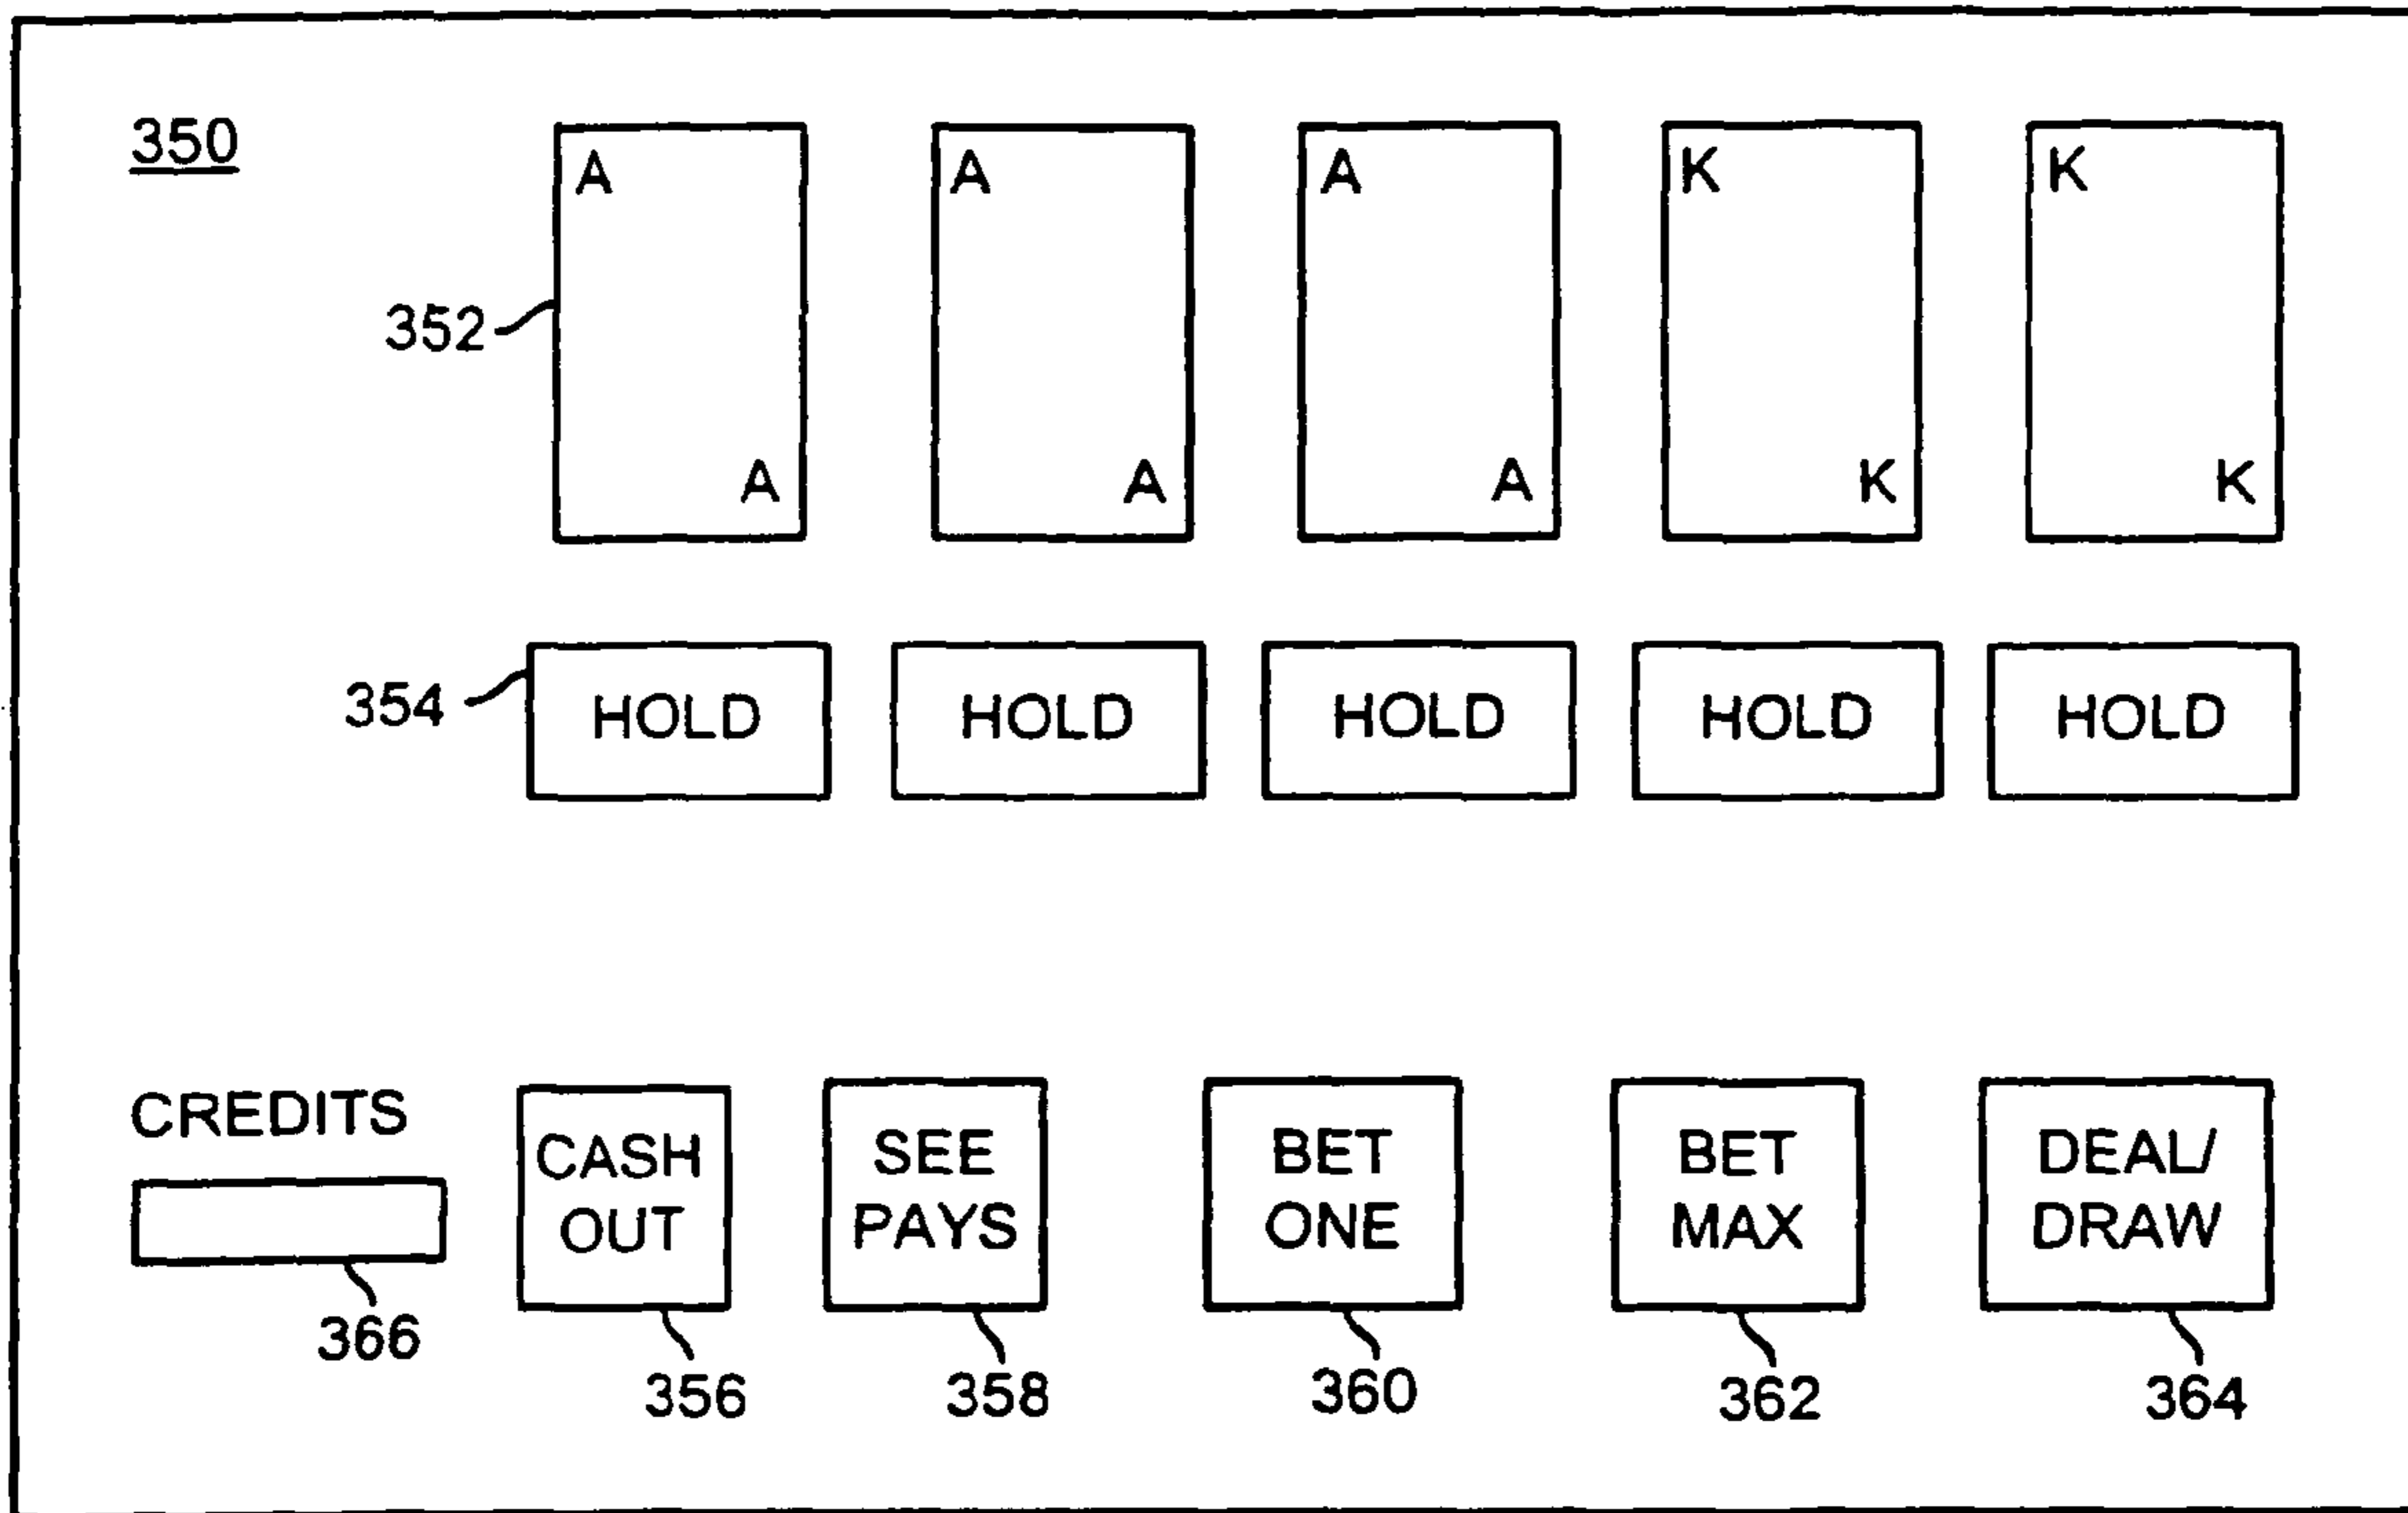 350
A A A K K
352
A A A K K
354
HOLD HOLD HOLD HOLD HOLD
CREDITS
CASH OUT
SEE PAYS
BET ONE
BET MAX
DEAL/ DRAW
366
356
358
360
362
364